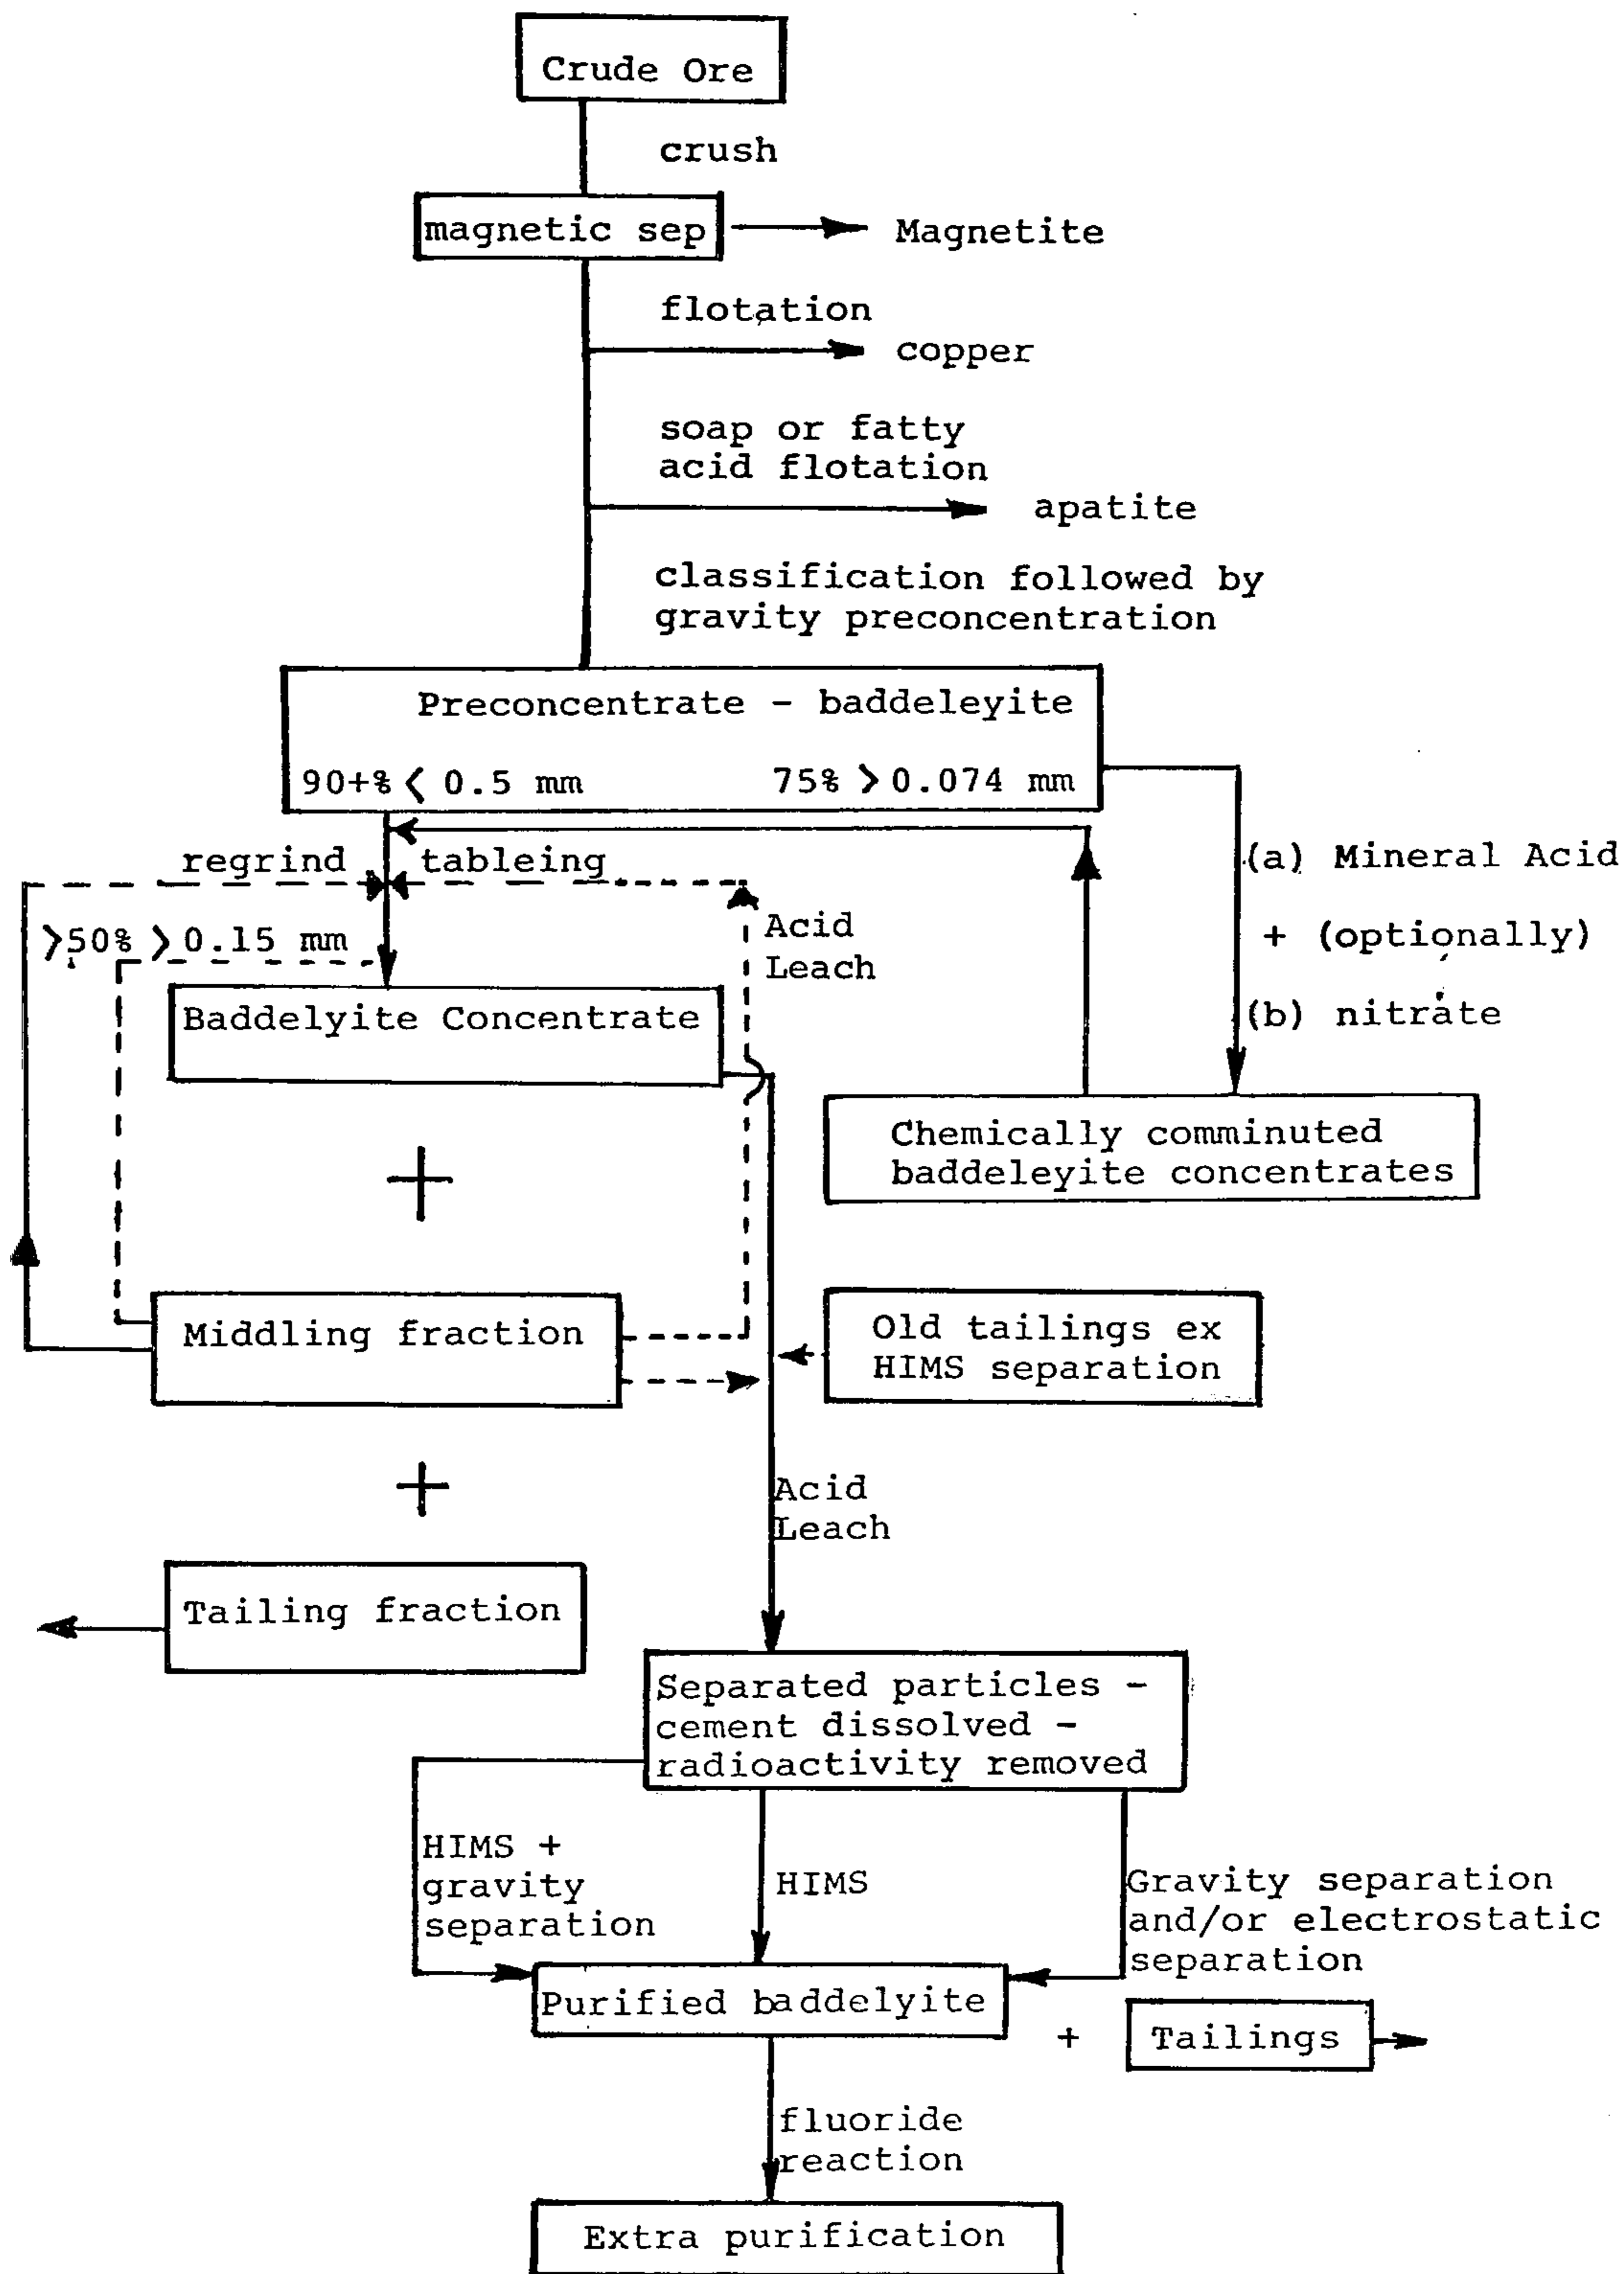 Crude Ore
crush
magnetic sep
Magnetite
flotation
copper
soap or fatty
acid flotation
apatite
classification followed by
gravity preconcentration
Preconcentrate - baddeleyite
90+% < 0.5 mm
75% > 0.074 mm
regrind
tableing
(a) Mineral Acid
+ (optionally)
(b) nitrate
>50% > 0.15 mm
Acid
Leach
Baddelyite Concentrate
+
Chemically comminuted
baddeleyite concentrates
Middling fraction
Old tailings ex
HIMS separation
+
Acid
Leach
Tailing fraction
Separated particles -
cement dissolved -
radioactivity removed
HIMS +
gravity
separation
HIMS
Gravity separation
and/or electrostatic
separation
Purified baddelyite
+
Tailings
fluoride
reaction
Extra purification